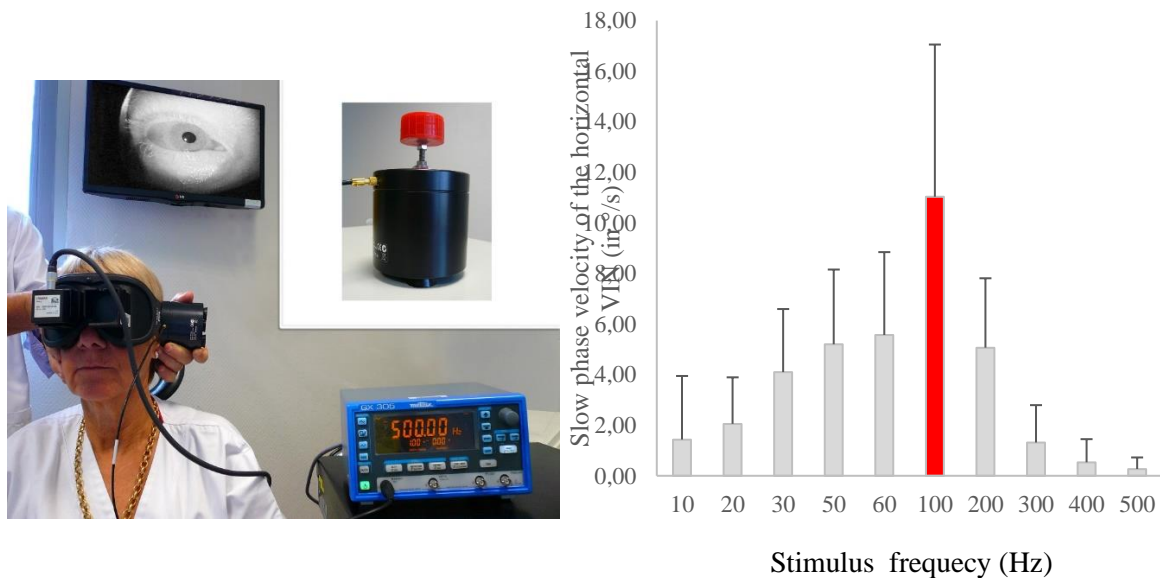 GX 305
500.00 Hz
Slow phase velocity of the horizontal
VIN (in °/s)
18,00
16,00
14,00
12,00
10,00
8,00
6,00
4,00
2,00
0,00
10 20 30 50 60 100 200 300 400 500
Stimulus frequecy (Hz)